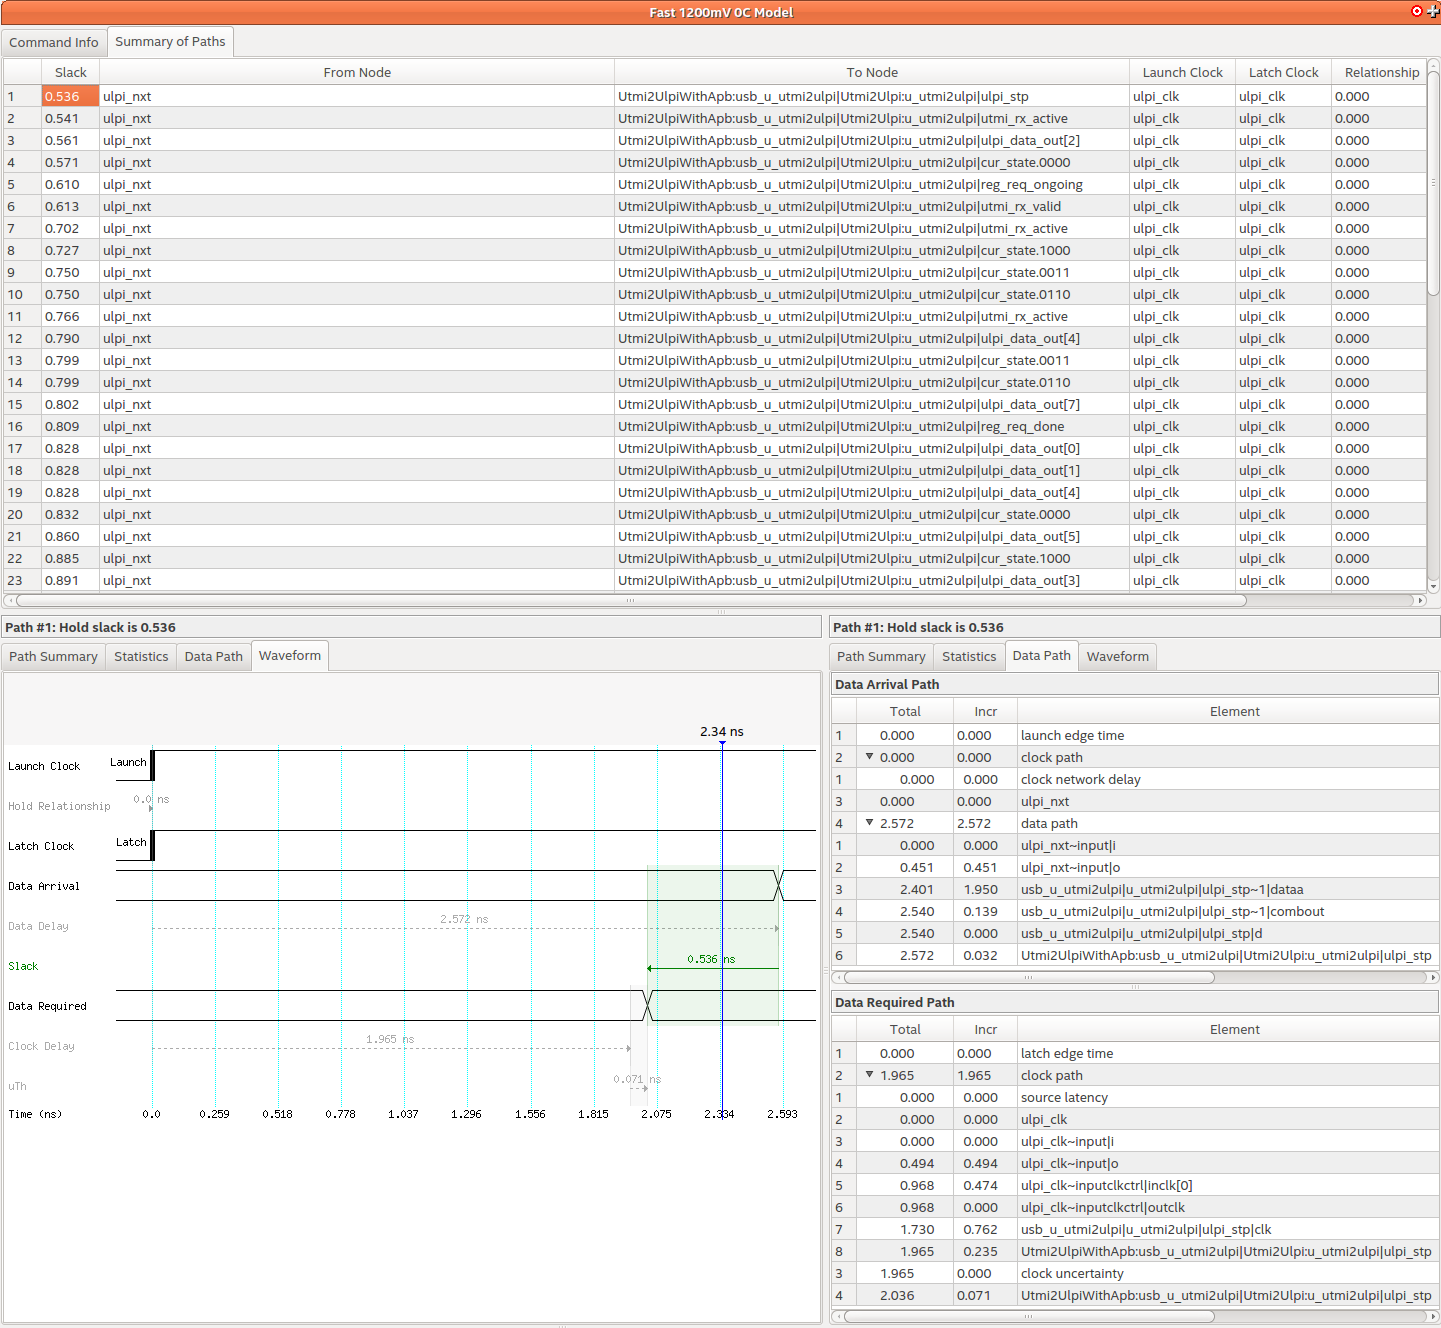 Fast 1200mV 0C Model
Command Info Summary of Paths
Slack From Node To Node Launch Clock Latch Clock Relationship
1 0.536 ulpi_nxt Utmi2UlpiWithApb:usb_u_utmi2ulpi|Utmi2Ulpi:u_utmi2ulpi|ulpi_stp ulpi_clk ulpi_clk 0.000
2 0.541 ulpi_nxt Utmi2UlpiWithApb:usb_u_utmi2ulpi|Utmi2Ulpi:u_utmi2ulpi|utmi_rx_active ulpi_clk ulpi_clk 0.000
3 0.561 ulpi_nxt Utmi2UlpiWithApb:usb_u_utmi2ulpi|Utmi2Ulpi:u_utmi2ulpi|ulpi_data_out[2] ulpi_clk ulpi_clk 0.000
4 0.571 ulpi_nxt Utmi2UlpiWithApb:usb_u_utmi2ulpi|Utmi2Ulpi:u_utmi2ulpi|cur_state.0000 ulpi_clk ulpi_clk 0.000
5 0.610 ulpi_nxt Utmi2UlpiWithApb:usb_u_utmi2ulpi|Utmi2Ulpi:u_utmi2ulpi|reg_req_ongoing ulpi_clk ulpi_clk 0.000
6 0.613 ulpi_nxt Utmi2UlpiWithApb:usb_u_utmi2ulpi|Utmi2Ulpi:u_utmi2ulpi|utmi_rx_valid ulpi_clk ulpi_clk 0.000
7 0.702 ulpi_nxt Utmi2UlpiWithApb:usb_u_utmi2ulpi|Utmi2Ulpi:u_utmi2ulpi|utmi_rx_active ulpi_clk ulpi_clk 0.000
8 0.727 ulpi_nxt Utmi2UlpiWithApb:usb_u_utmi2ulpi|Utmi2Ulpi:u_utmi2ulpi|cur_state.1000 ulpi_clk ulpi_clk 0.000
9 0.750 ulpi_nxt Utmi2UlpiWithApb:usb_u_utmi2ulpi|Utmi2Ulpi:u_utmi2ulpi|cur_state.0011 ulpi_clk ulpi_clk 0.000
10 0.750 ulpi_nxt Utmi2UlpiWithApb:usb_u_utmi2ulpi|Utmi2Ulpi:u_utmi2ulpi|cur_state.0110 ulpi_clk ulpi_clk 0.000
11 0.766 ulpi_nxt Utmi2UlpiWithApb:usb_u_utmi2ulpi|Utmi2Ulpi:u_utmi2ulpi|utmi_rx_active ulpi_clk ulpi_clk 0.000
12 0.790 ulpi_nxt Utmi2UlpiWithApb:usb_u_utmi2ulpi|Utmi2Ulpi:u_utmi2ulpi|ulpi_data_out[4] ulpi_clk ulpi_clk 0.000
13 0.799 ulpi_nxt Utmi2UlpiWithApb:usb_u_utmi2ulpi|Utmi2Ulpi:u_utmi2ulpi|cur_state.0011 ulpi_clk ulpi_clk 0.000
14 0.799 ulpi_nxt Utmi2UlpiWithApb:usb_u_utmi2ulpi|Utmi2Ulpi:u_utmi2ulpi|cur_state.0110 ulpi_clk ulpi_clk 0.000
15 0.802 ulpi_nxt Utmi2UlpiWithApb:usb_u_utmi2ulpi|Utmi2Ulpi:u_utmi2ulpi|ulpi_data_out[7] ulpi_clk ulpi_clk 0.000
16 0.809 ulpi_nxt Utmi2UlpiWithApb:usb_u_utmi2ulpi|Utmi2Ulpi:u_utmi2ulpi|reg_req_done ulpi_clk ulpi_clk 0.000
17 0.828 ulpi_nxt Utmi2UlpiWithApb:usb_u_utmi2ulpi|Utmi2Ulpi:u_utmi2ulpi|ulpi_data_out[0] ulpi_clk ulpi_clk 0.000
18 0.828 ulpi_nxt Utmi2UlpiWithApb:usb_u_utmi2ulpi|Utmi2Ulpi:u_utmi2ulpi|ulpi_data_out[1] ulpi_clk ulpi_clk 0.000
19 0.828 ulpi_nxt Utmi2UlpiWithApb:usb_u_utmi2ulpi|Utmi2Ulpi:u_utmi2ulpi|ulpi_data_out[4] ulpi_clk ulpi_clk 0.000
20 0.832 ulpi_nxt Utmi2UlpiWithApb:usb_u_utmi2ulpi|Utmi2Ulpi:u_utmi2ulpi|cur_state.0000 ulpi_clk ulpi_clk 0.000
21 0.860 ulpi_nxt Utmi2UlpiWithApb:usb_u_utmi2ulpi|Utmi2Ulpi:u_utmi2ulpi|ulpi_data_out[5] ulpi_clk ulpi_clk 0.000
22 0.885 ulpi_nxt Utmi2UlpiWithApb:usb_u_utmi2ulpi|Utmi2Ulpi:u_utmi2ulpi|cur_state.1000 ulpi_clk ulpi_clk 0.000
23 0.891 ulpi_nxt Utmi2UlpiWithApb:usb_u_utmi2ulpi|Utmi2Ulpi:u_utmi2ulpi|ulpi_data_out[3] ulpi_clk ulpi_clk 0.000
Path #1: Hold slack is 0.536
Path Summary Statistics Data Path Waveform
2.34 ns
Launch Clock Launch
Hold Relationship 0.0 ns
Latch Clock Latch
Data Arrival
Data Delay 2.572 ns
Slack 0.536 ns
Data Required
Clock Delay 1.965 ns
uTh 0.071 ns
Time (ns) 0.0 0.259 0.518 0.778 1.037 1.296 1.556 1.815 2.075 2.334 2.593
Path #1: Hold slack is 0.536
Path Summary Statistics Data Path Waveform
Data Arrival Path
Total Incr Element
1 0.000 0.000 launch edge time
2 0.000 0.000 clock path
1 0.000 0.000 clock network delay
3 0.000 0.000 ulpi_nxt
4 2.572 2.572 data path
1 0.000 0.000 ulpi_nxt~input|i
2 0.451 0.451 ulpi_nxt~input|o
3 2.401 1.950 usb_u_utmi2ulpi|u_utmi2ulpi|ulpi_stp~1|dataa
4 2.540 0.139 usb_u_utmi2ulpi|u_utmi2ulpi|ulpi_stp~1|combout
5 2.540 0.000 usb_u_utmi2ulpi|u_utmi2ulpi|ulpi_stp|d
6 2.572 0.032 Utmi2UlpiWithApb:usb_u_utmi2ulpi|Utmi2Ulpi:u_utmi2ulpi|ulpi_stp
Data Required Path
Total Incr Element
1 0.000 0.000 latch edge time
2 1.965 1.965 clock path
1 0.000 0.000 source latency
2 0.000 0.000 ulpi_clk
3 0.000 0.000 ulpi_clk~input|i
4 0.494 0.494 ulpi_clk~input|o
5 0.968 0.474 ulpi_clk~inputclkctrl|inclk[0]
6 0.968 0.000 ulpi_clk~inputclkctrl|outclk
7 1.730 0.762 usb_u_utmi2ulpi|u_utmi2ulpi|ulpi_stp|clk
8 1.965 0.235 Utmi2UlpiWithApb:usb_u_utmi2ulpi|Utmi2Ulpi:u_utmi2ulpi|ulpi_stp
3 1.965 0.000 clock uncertainty
4 2.036 0.071 Utmi2UlpiWithApb:usb_u_utmi2ulpi|Utmi2Ulpi:u_utmi2ulpi|ulpi_stp